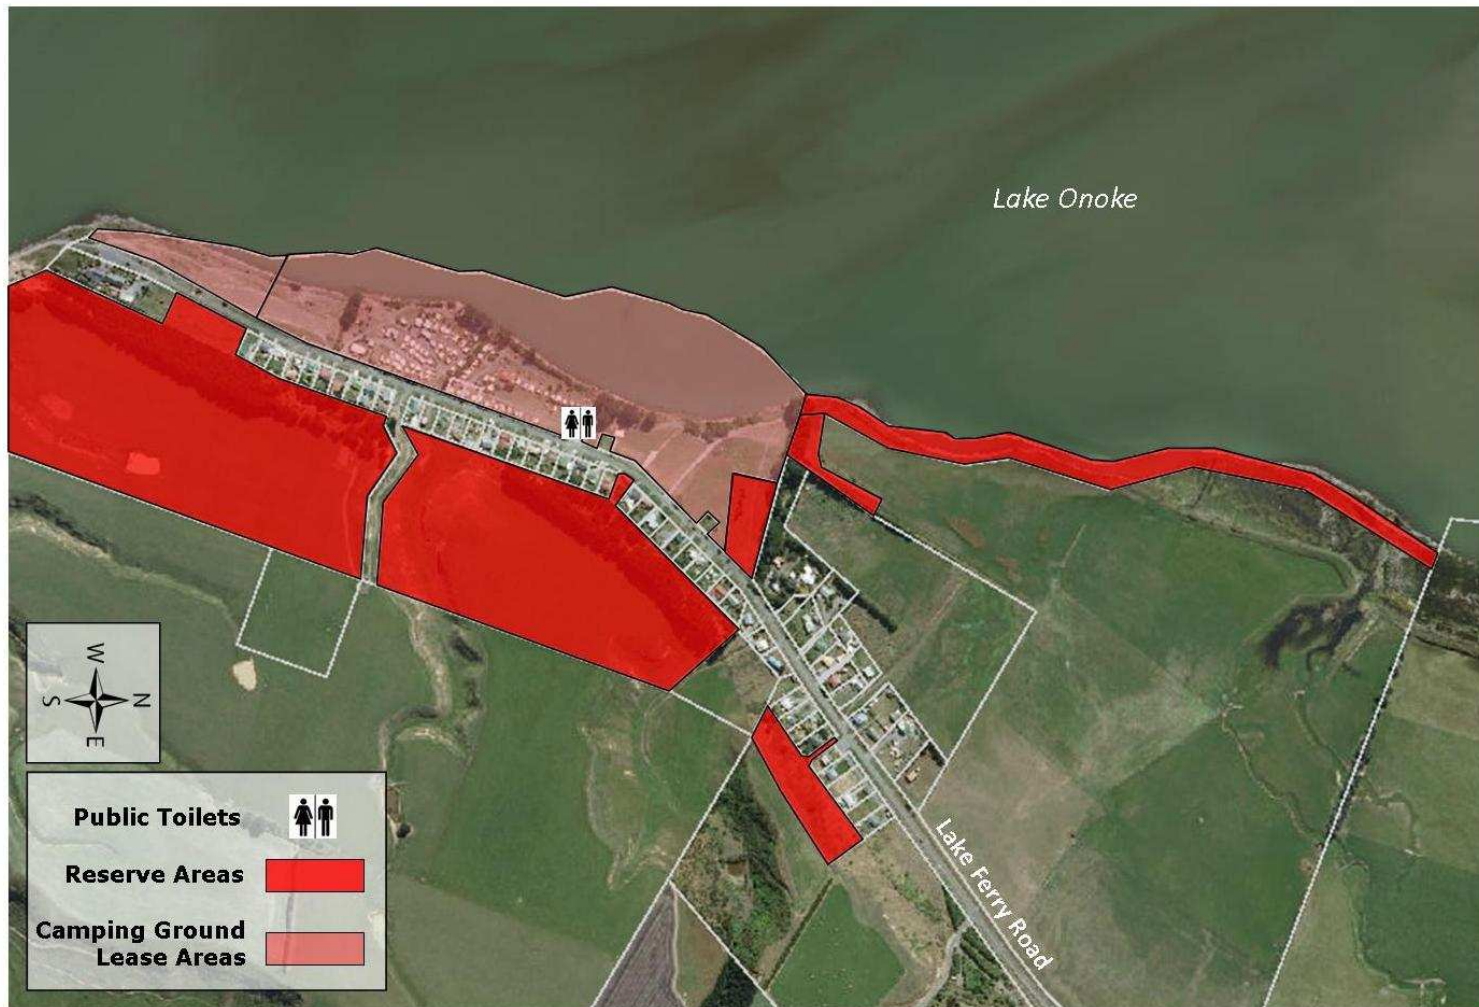 Lake Onoke
W
N
S
E
Public Toilets
Reserve Areas
Camping Ground
Lease Areas
Lake Ferry Road